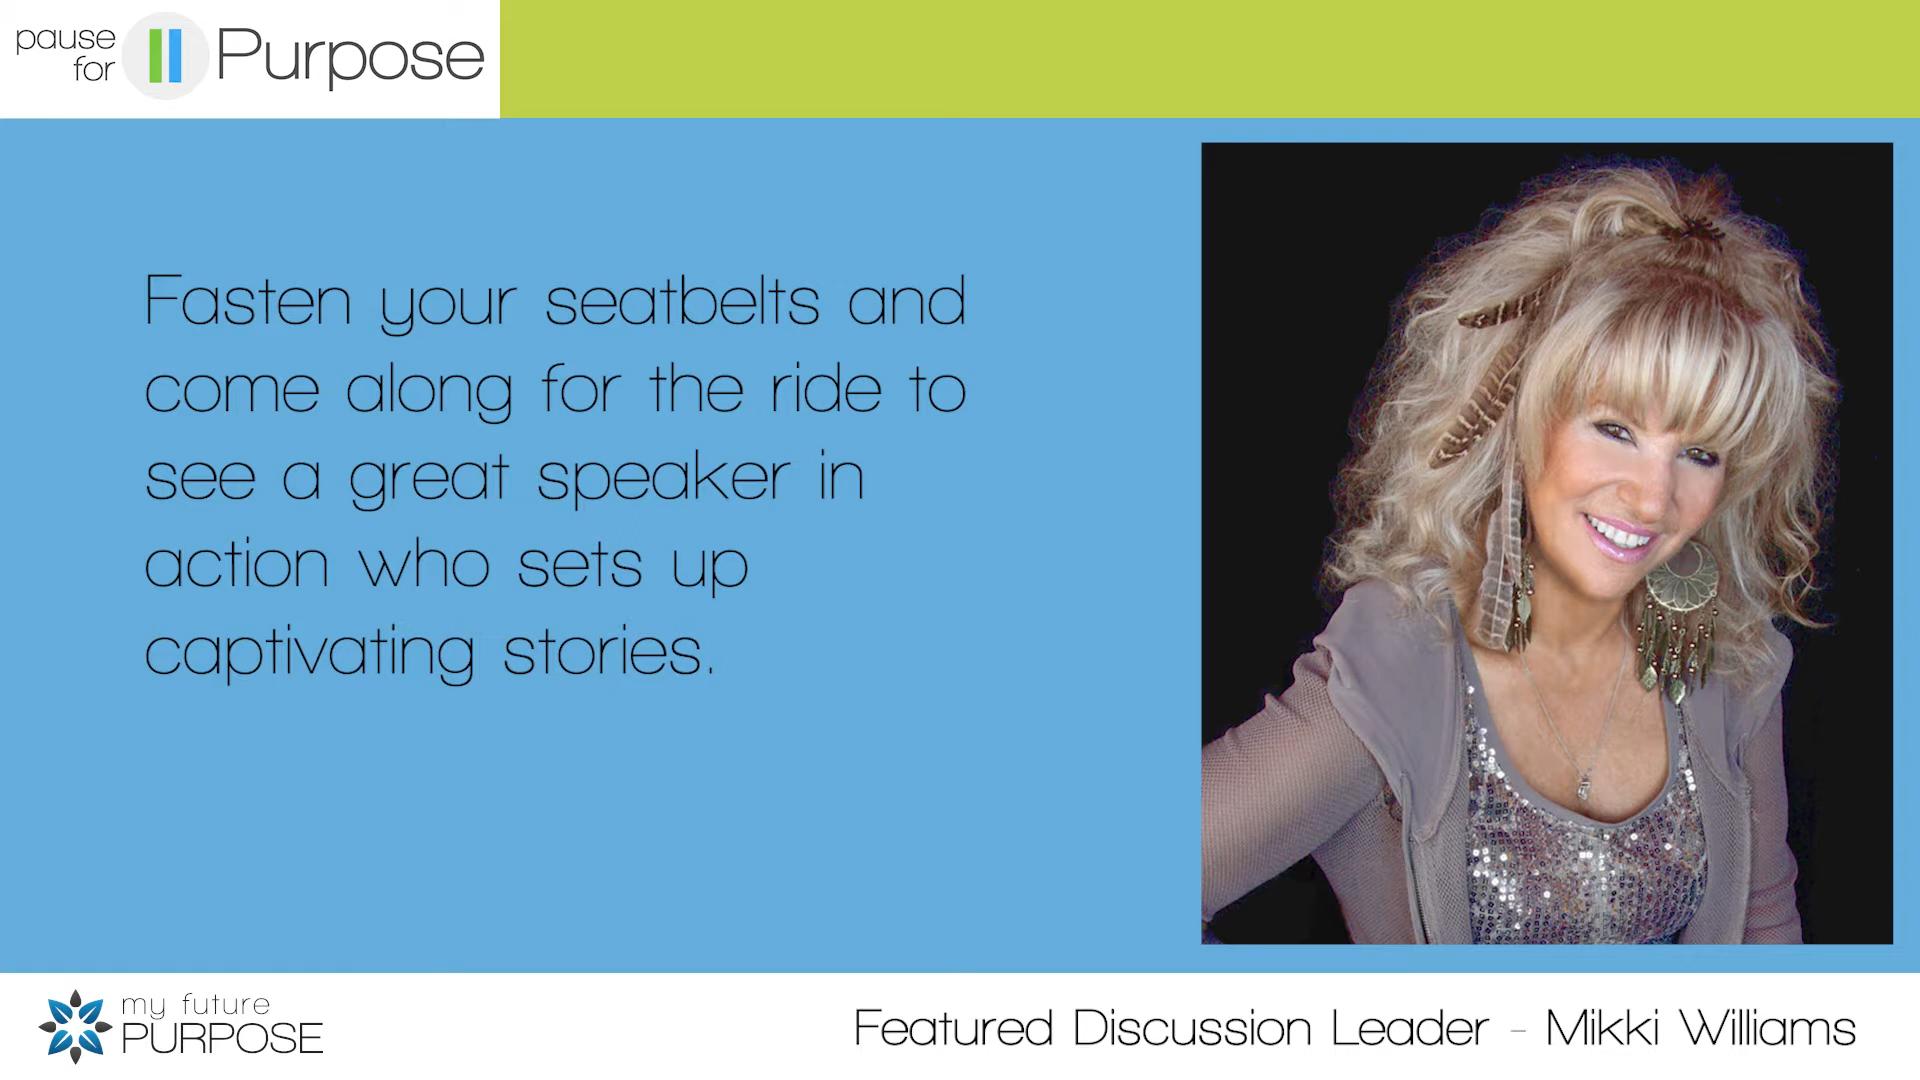 pause
for
Purpose
Fasten your seatbelts and
come along for the ride to
see a great speaker in
action who sets up
captivating stories.
my future
PURPOSE
Featured Discussion Leader - Mikki Williams